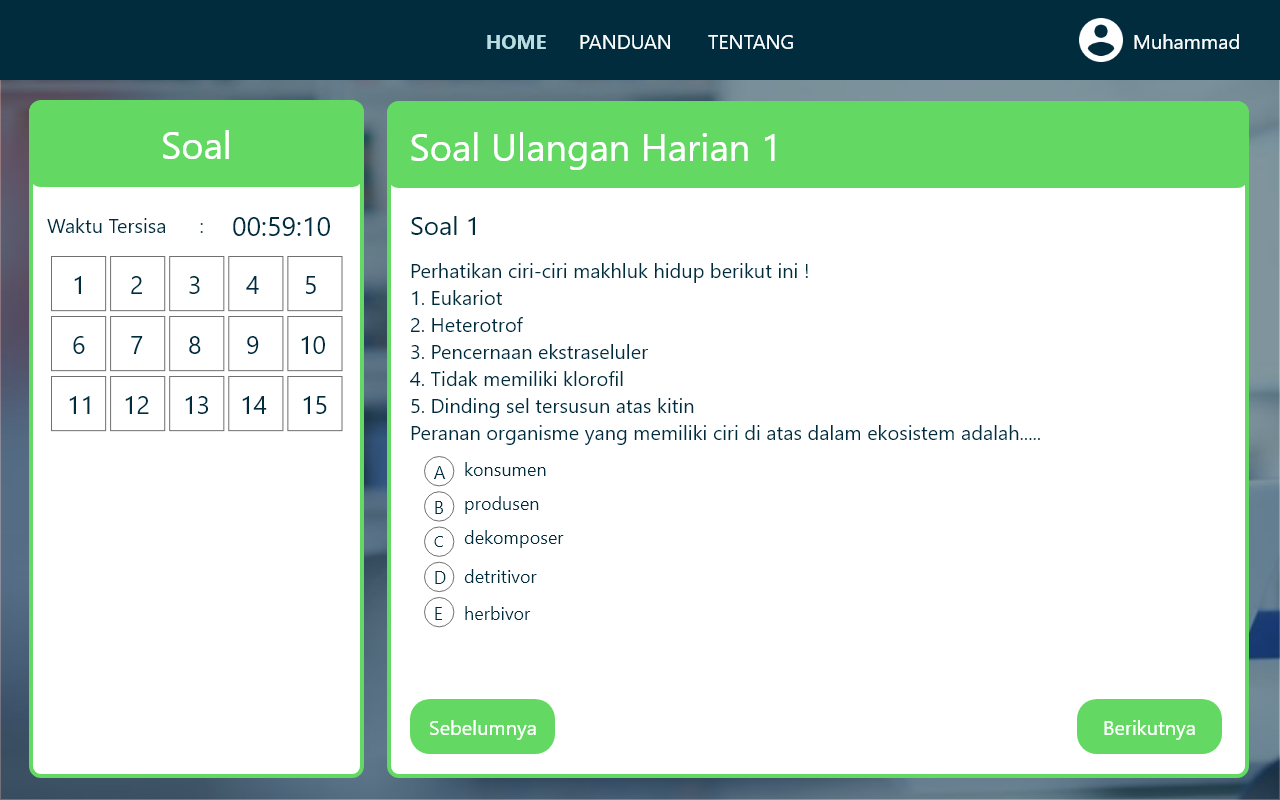 HOME PANDUAN TENTANG Muhammad
Soal
Waktu Tersisa : 00:59:10
1 2 3 4 5
6 7 8 9 10
11 12 13 14 15
Soal Ulangan Harian 1
Soal 1
Perhatikan ciri-ciri makhluk hidup berikut ini !
1. Eukariot
2. Heterotrof
3. Pencernaan ekstraseluler
4. Tidak memiliki klorofil
5. Dinding sel tersusun atas kitin
Peranan organisme yang memiliki ciri di atas dalam ekosistem adalah.....
A konsumen
B produsen
C dekomposer
D detritivor
E herbivor
Sebelumnya Berikutnya